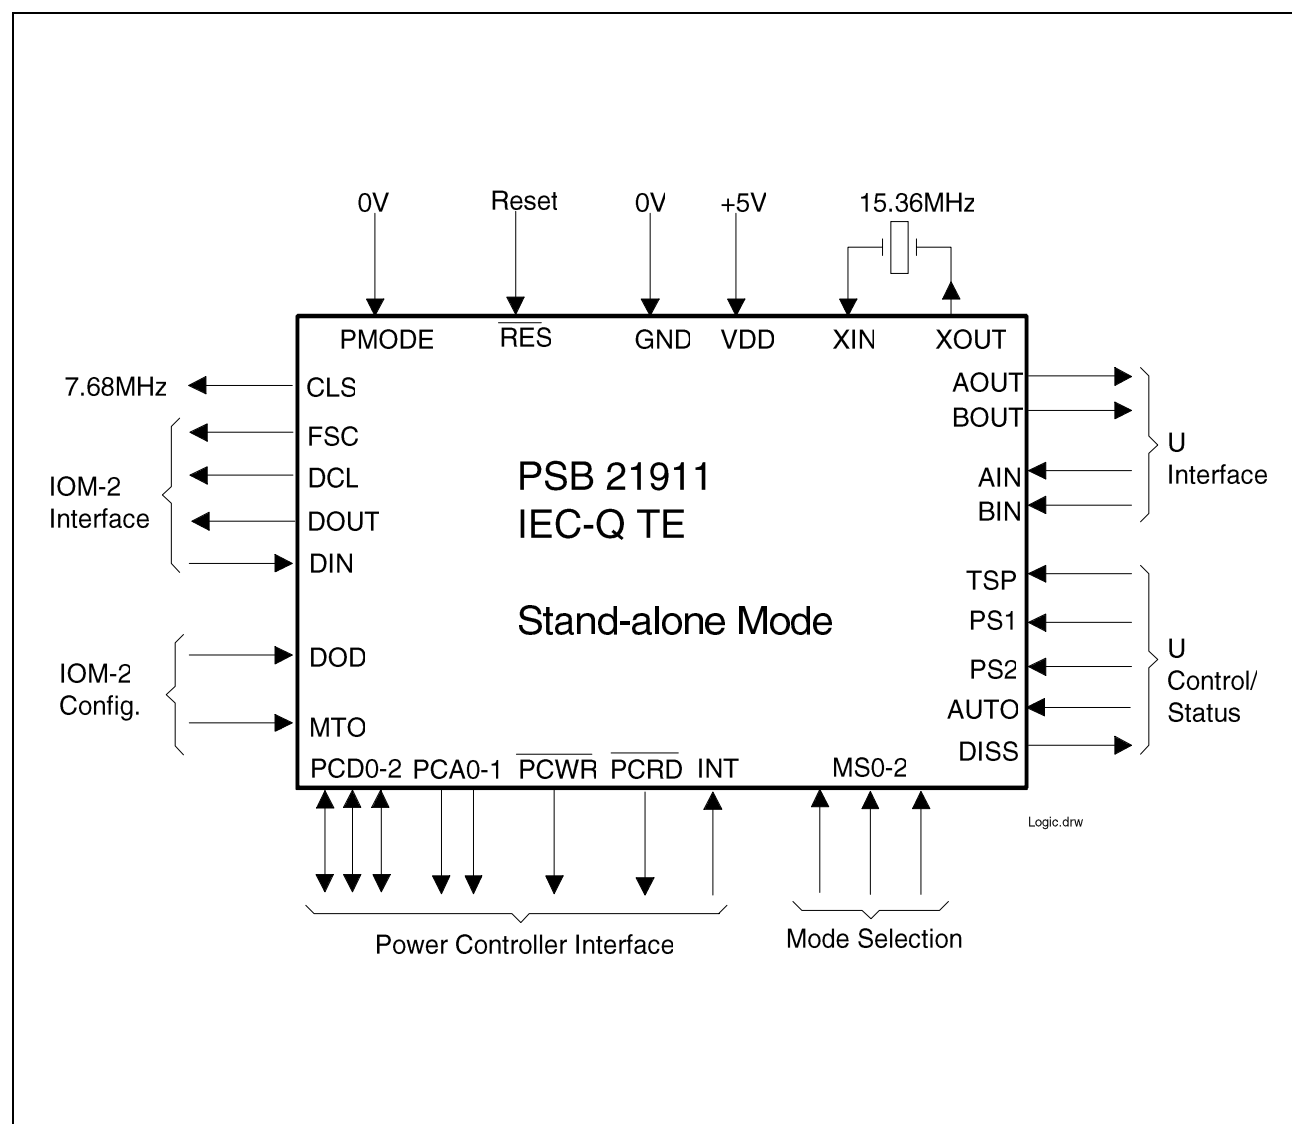 0V
Reset
0V
+5V
15.36MHz
PMODE
RES
GND
VDD
XIN
XOUT
7.68MHz
CLS
FSC
DCL
DOUT
DIN
IOM-2
Interface
DOD
MTO
IOM-2
Config.
PSB 21911
IEC-Q TE
Stand-alone Mode
AOUT
BOUT
AIN
BIN
U
Interface
TSP
PS1
PS2
AUTO
DISS
U
Control/
Status
PCD0-2
PCA0-1
PCWR
PCRD
INT
MS0-2
Logic.drw
Power Controller Interface
Mode Selection